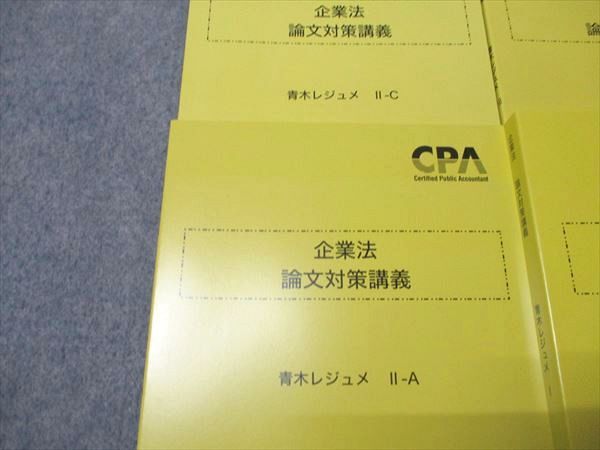 企業法
論文対策講義
青木レジュメ Ⅱ-C
論
CPA
Certified Public Accountant
企業法
論文対策講義
青木レジュメ Ⅱ-A
企業法 論文対策講義 青木レジュメ Ⅰ